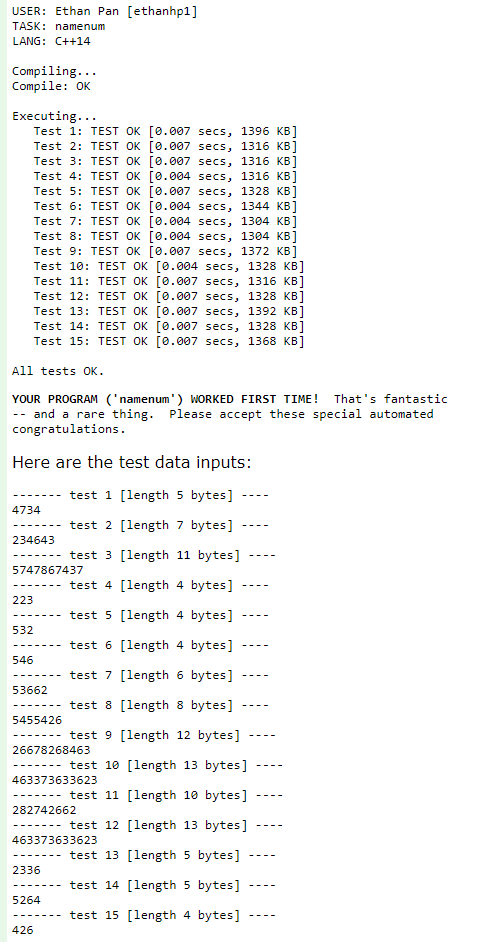 USER: Ethan Pan [ethanhp1]
TASK: namenum
LANG: C++14
Compiling...
Compile: OK
Executing...
Test 1: TEST OK [0.007 secs, 1396 KB]
Test 2: TEST OK [0.007 secs, 1316 KB]
Test 3: TEST OK [0.007 secs, 1316 KB]
Test 4: TEST OK [0.004 secs, 1316 KB]
Test 5: TEST OK [0.007 secs, 1328 KB]
Test 6: TEST OK [0.004 secs, 1344 KB]
Test 7: TEST OK [0.004 secs, 1304 KB]
Test 8: TEST OK [0.004 secs, 1304 KB]
Test 9: TEST OK [0.007 secs, 1372 KB]
Test 10: TEST OK [0.004 secs, 1328 KB]
Test 11: TEST OK [0.007 secs, 1316 KB]
Test 12: TEST OK [0.007 secs, 1328 KB]
Test 13: TEST OK [0.007 secs, 1392 KB]
Test 14: TEST OK [0.007 secs, 1328 KB]
Test 15: TEST OK [0.007 secs, 1368 KB]
All tests OK.
YOUR PROGRAM ('namenum') WORKED FIRST TIME! That's fantastic
-- and a rare thing. Please accept these special automated
congratulations.
Here are the test data inputs:
------- test 1 [length 5 bytes] ----
4734
------- test 2 [length 7 bytes] ----
234643
------- test 3 [length 11 bytes] ----
5747867437
------- test 4 [length 4 bytes] ----
223
------- test 5 [length 4 bytes] ----
532
------- test 6 [length 4 bytes] ----
546
------- test 7 [length 6 bytes] ----
53662
------- test 8 [length 8 bytes] ----
5455426
------- test 9 [length 12 bytes] ----
26678268463
------- test 10 [length 13 bytes] ----
463373633623
------- test 11 [length 10 bytes] ----
282742662
------- test 12 [length 13 bytes] ----
463373633623
------- test 13 [length 5 bytes] ----
2336
------- test 14 [length 5 bytes] ----
5264
------- test 15 [length 4 bytes] ----
426